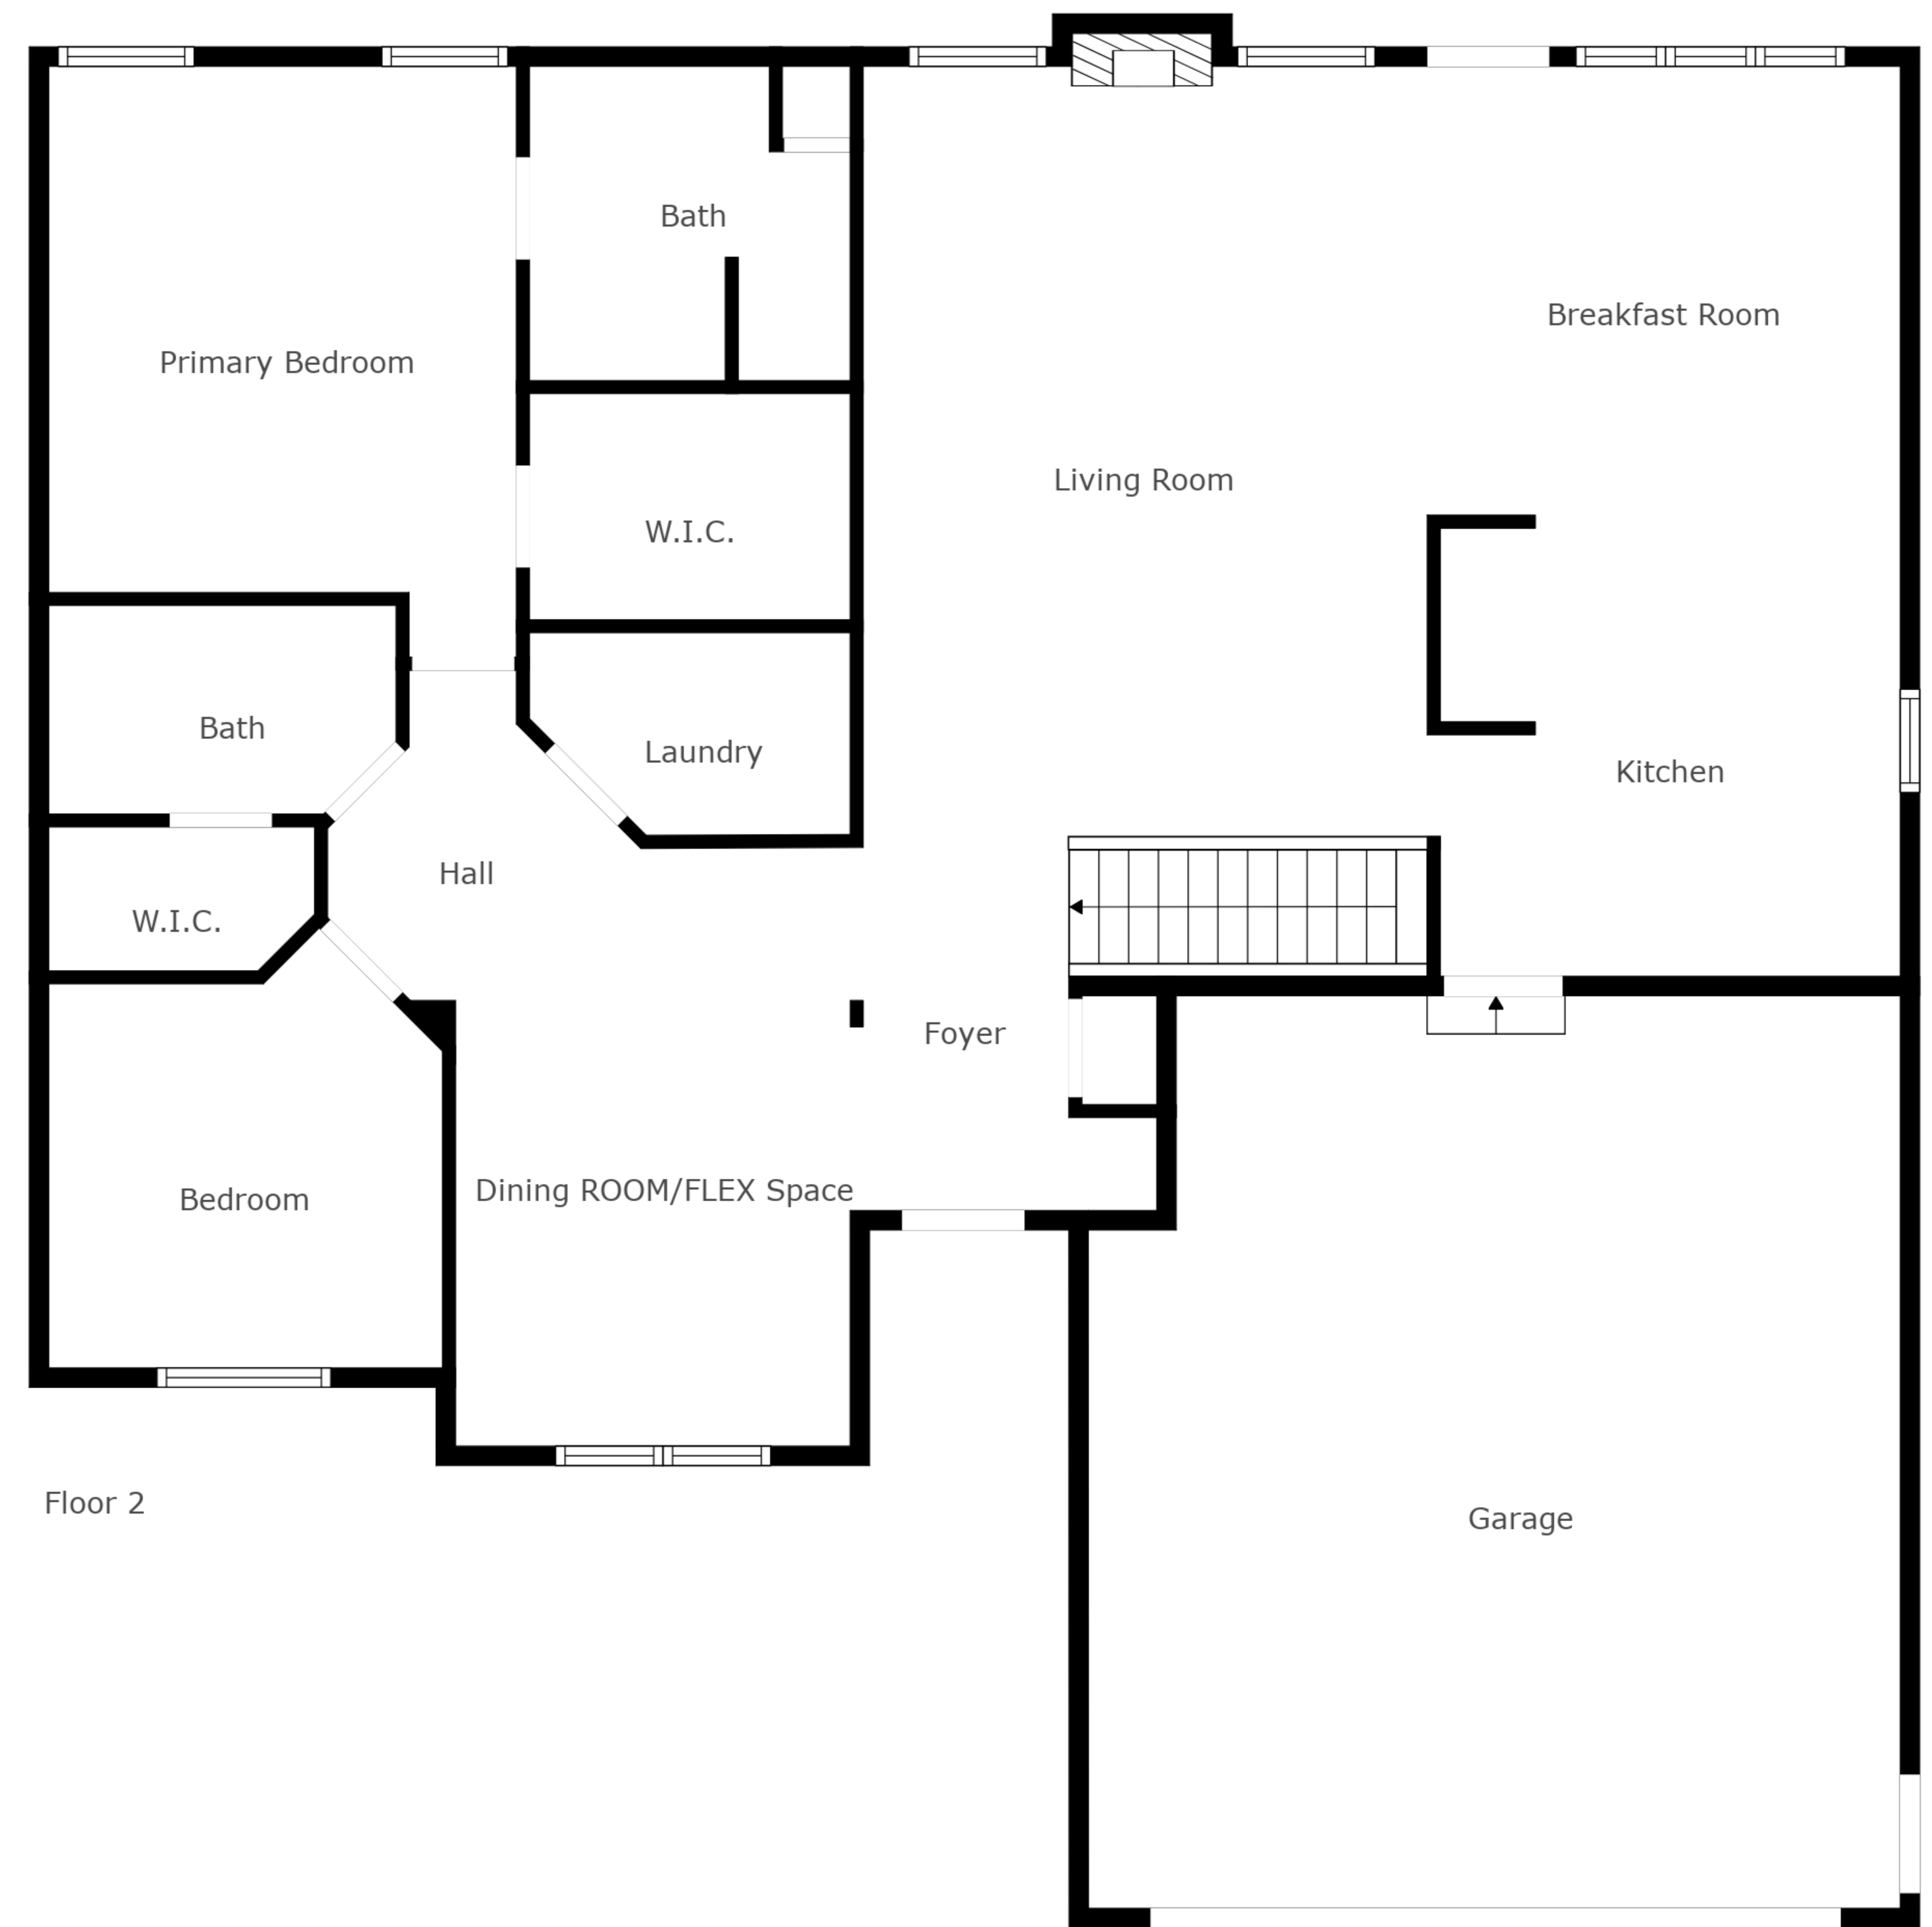 Bath
Breakfast Room
Primary Bedroom
Living Room
W.I.C.
Bath
Laundry
Kitchen
Hall
W.I.C.
Foyer
Bedroom
Dining ROOM/FLEX Space
Floor 2
Garage